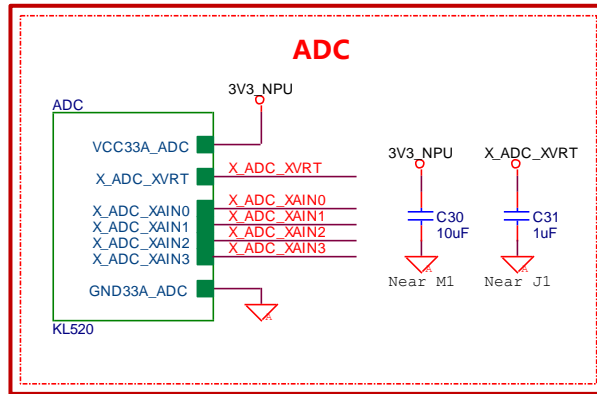 ADC
3V3_NPU
ADC
VCC33A_ADC
X_ADC_XVRT
X_ADC_XVRT
X_ADC_XAIN0
X_ADC_XAIN0
X_ADC_XAIN1
X_ADC_XAIN1
X_ADC_XAIN2
X_ADC_XAIN2
X_ADC_XAIN3
X_ADC_XAIN3
GND33A_ADC
A
KL520
3V3_NPU
C30
10uF
A
Near M1
X_ADC_XVRT
C31
1uF
A
Near J1